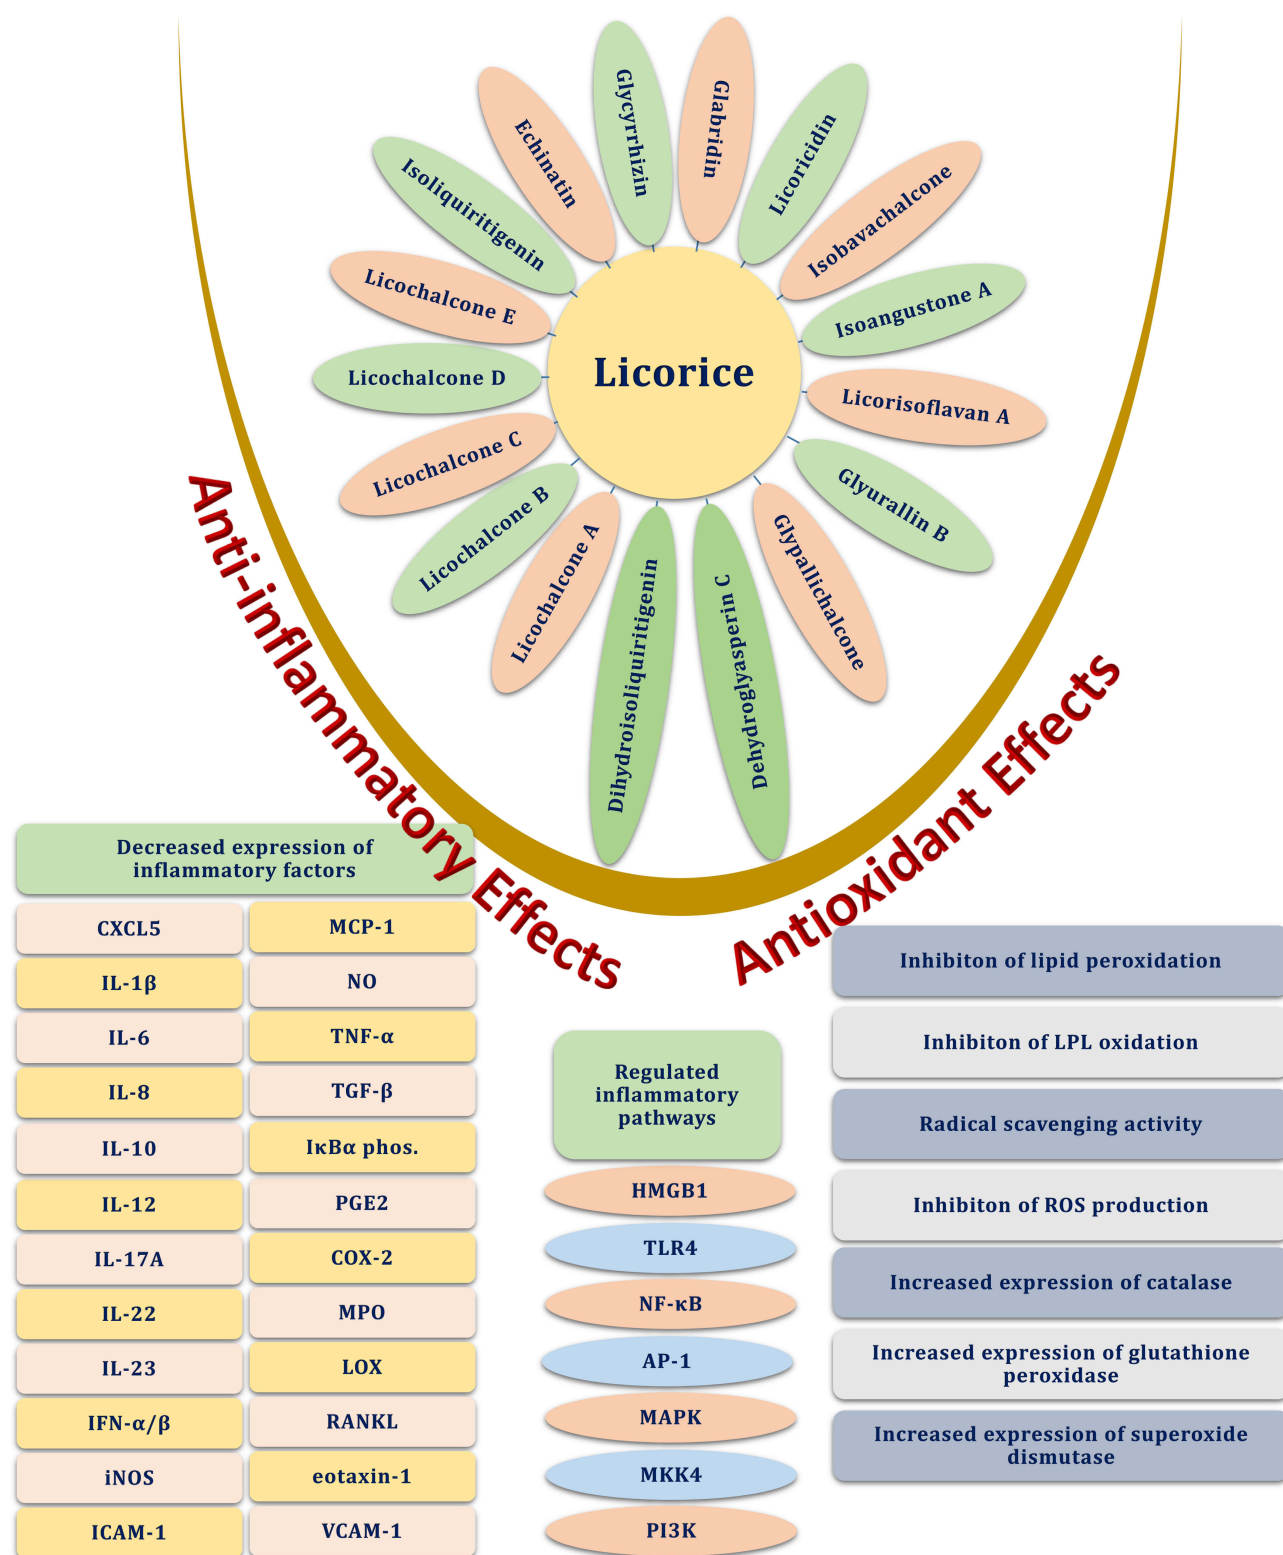 Licorice
Glycyrrhizin
Glabridin
Licoricidin
Isobavachalcone
Isoangustone A
Licorisoflavan A
Glyurallin B
Glypallichalcone
Dehydroglyasperin C
Dihydroisoliquiritigenin
Licochalcone A
Licochalcone B
Licochalcone C
Licochalcone D
Licochalcone E
Isoliquiritigenin
Echinatin
Anti-inflammatory Effects
Antioxidant Effects
Decreased expression of
inflammatory factors
CXCL5
MCP-1
IL-1β
NO
IL-6
TNF-α
IL-8
TGF-β
IL-10
IκBα phos.
IL-12
PGE2
IL-17A
COX-2
IL-22
MPO
IL-23
LOX
IFN-α/β
RANKL
iNOS
eotaxin-1
ICAM-1
VCAM-1
Regulated
inflammatory
pathways
HMGB1
TLR4
NF-κB
AP-1
MAPK
MKK4
PI3K
Inhibiton of lipid peroxidation
Inhibiton of LPL oxidation
Radical scavenging activity
Inhibiton of ROS production
Increased expression of catalase
Increased expression of glutathione
peroxidase
Increased expression of superoxide
dismutase